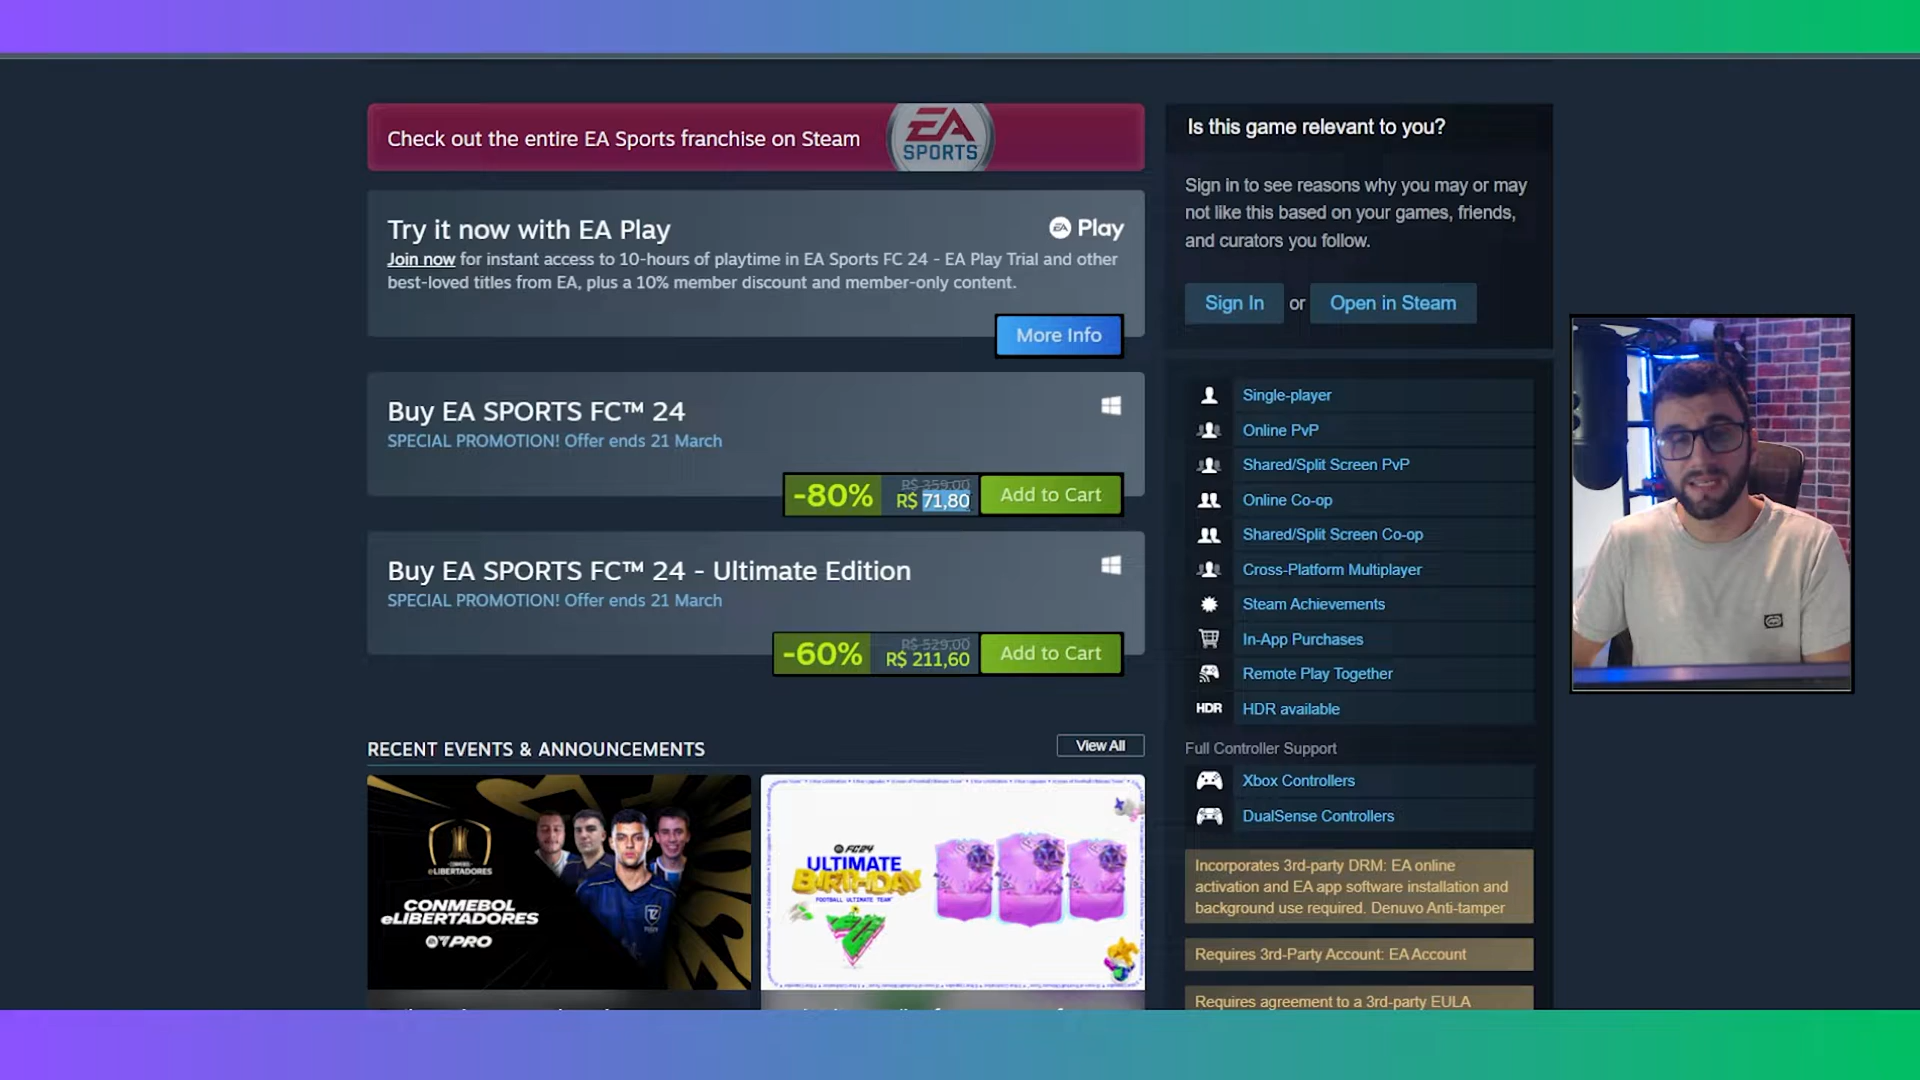 Check out the entire EA Sports franchise on Steam
EA
SPORTS
Try it now with EA Play
EA Play
Join now for instant access to 10-hours of playtime in EA Sports FC 24 - EA Play Trial and other
best-loved titles from EA, plus a 10% member discount and member-only content.
More Info
Buy EA SPORTS FC™ 24
SPECIAL PROMOTION! Offer ends 21 March
-80%
R$ 359,00
R$ 71,80
Add to Cart
Buy EA SPORTS FC™ 24 - Ultimate Edition
SPECIAL PROMOTION! Offer ends 21 March
-60%
R$ 529,00
R$ 211,60
Add to Cart
RECENT EVENTS & ANNOUNCEMENTS
View All
CONMEBOL
eLIBERTADORES
CONMEBOL
eLIBERTADORES
PRO
FC24
ULTIMATE
BIRTHDAY
FOOTBALL ULTIMATE TEAM
Is this game relevant to you?
Sign in to see reasons why you may or may
not like this based on your games, friends,
and curators you follow.
Sign In or Open in Steam
Single-player
Online PvP
Shared/Split Screen PvP
Online Co-op
Shared/Split Screen Co-op
Cross-Platform Multiplayer
Steam Achievements
In-App Purchases
Remote Play Together
HDR HDR available
Full Controller Support
Xbox Controllers
DualSense Controllers
Incorporates 3rd-party DRM: EA online
activation and EA app software installation and
background use required. Denuvo Anti-tamper
Requires 3rd-Party Account: EA Account
Requires agreement to a 3rd-party EULA